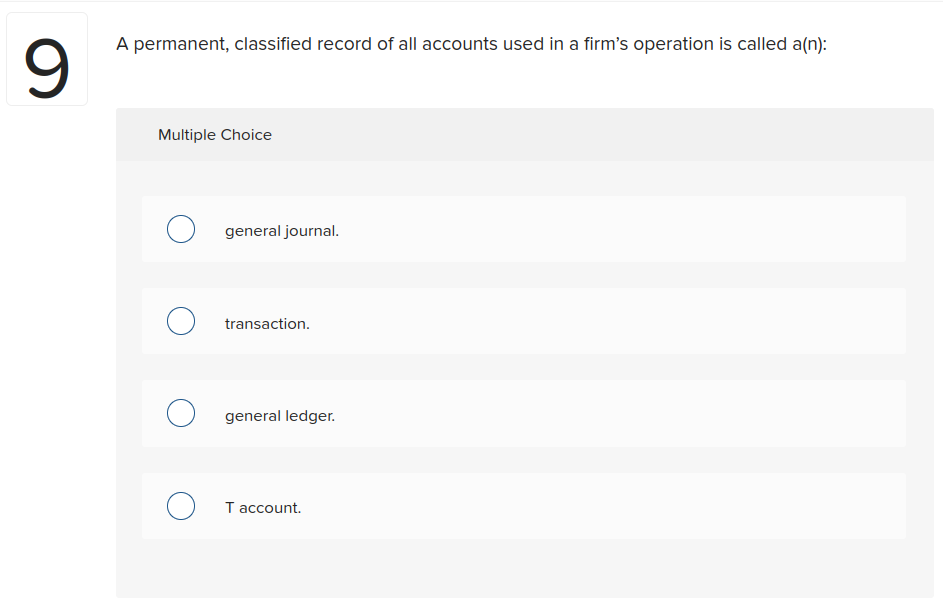 9
A permanent, classified record of all accounts used in a firm’s operation is called a(n):
Multiple Choice
general journal.
transaction.
general ledger.
T account.